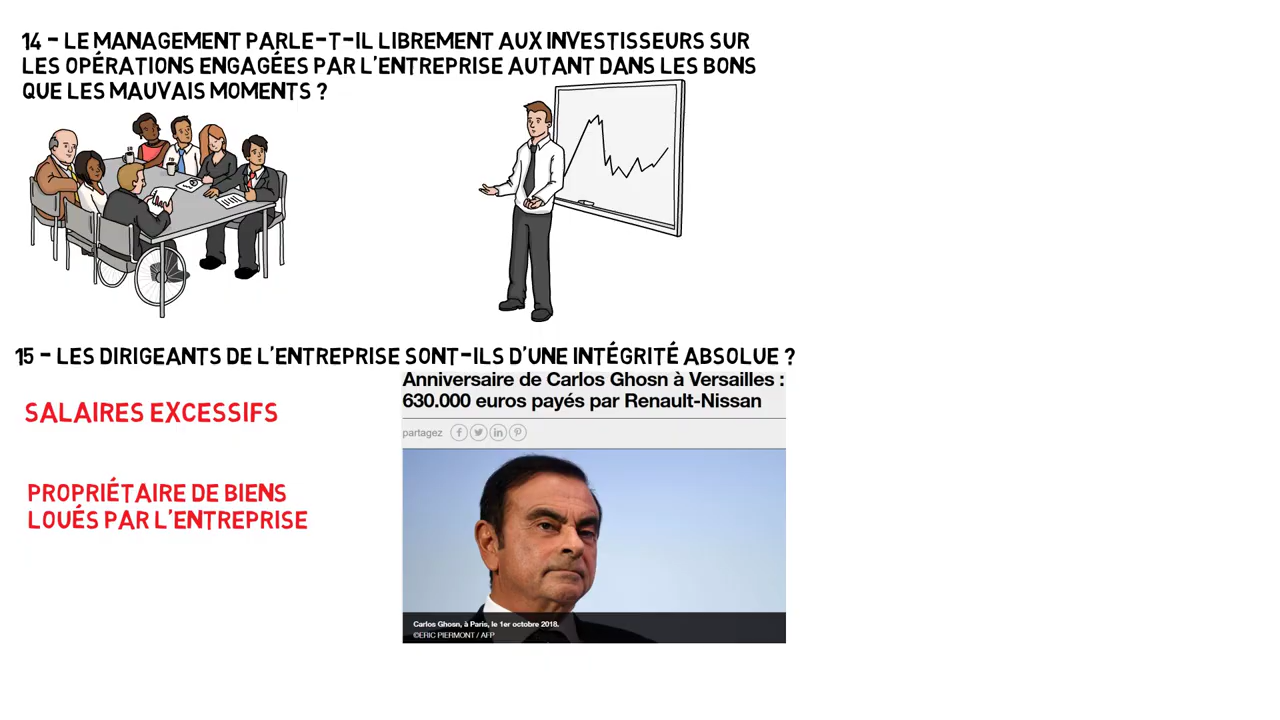 14 - LE MANAGEMENT PARLE-T-IL LIBREMENT AUX INVESTISSEURS SUR
LES OPÉRATIONS ENGAGÉES PAR L'ENTREPRISE AUTANT DANS LES BONS
QUE LES MAUVAIS MOMENTS ?
15 - LES DIRIGEANTS DE L'ENTREPRISE SONT-ILS D'UNE INTÉGRITÉ ABSOLUE ?
SALAIRES EXCESSIFS
PROPRIÉTAIRE DE BIENS
LOUÉS PAR L'ENTREPRISE
Anniversaire de Carlos Ghosn à Versailles :
630.000 euros payés par Renault-Nissan
partagez
Carlos Ghosn, à Paris, le 1er octobre 2018.
©ERIC PIERMONT / AFP